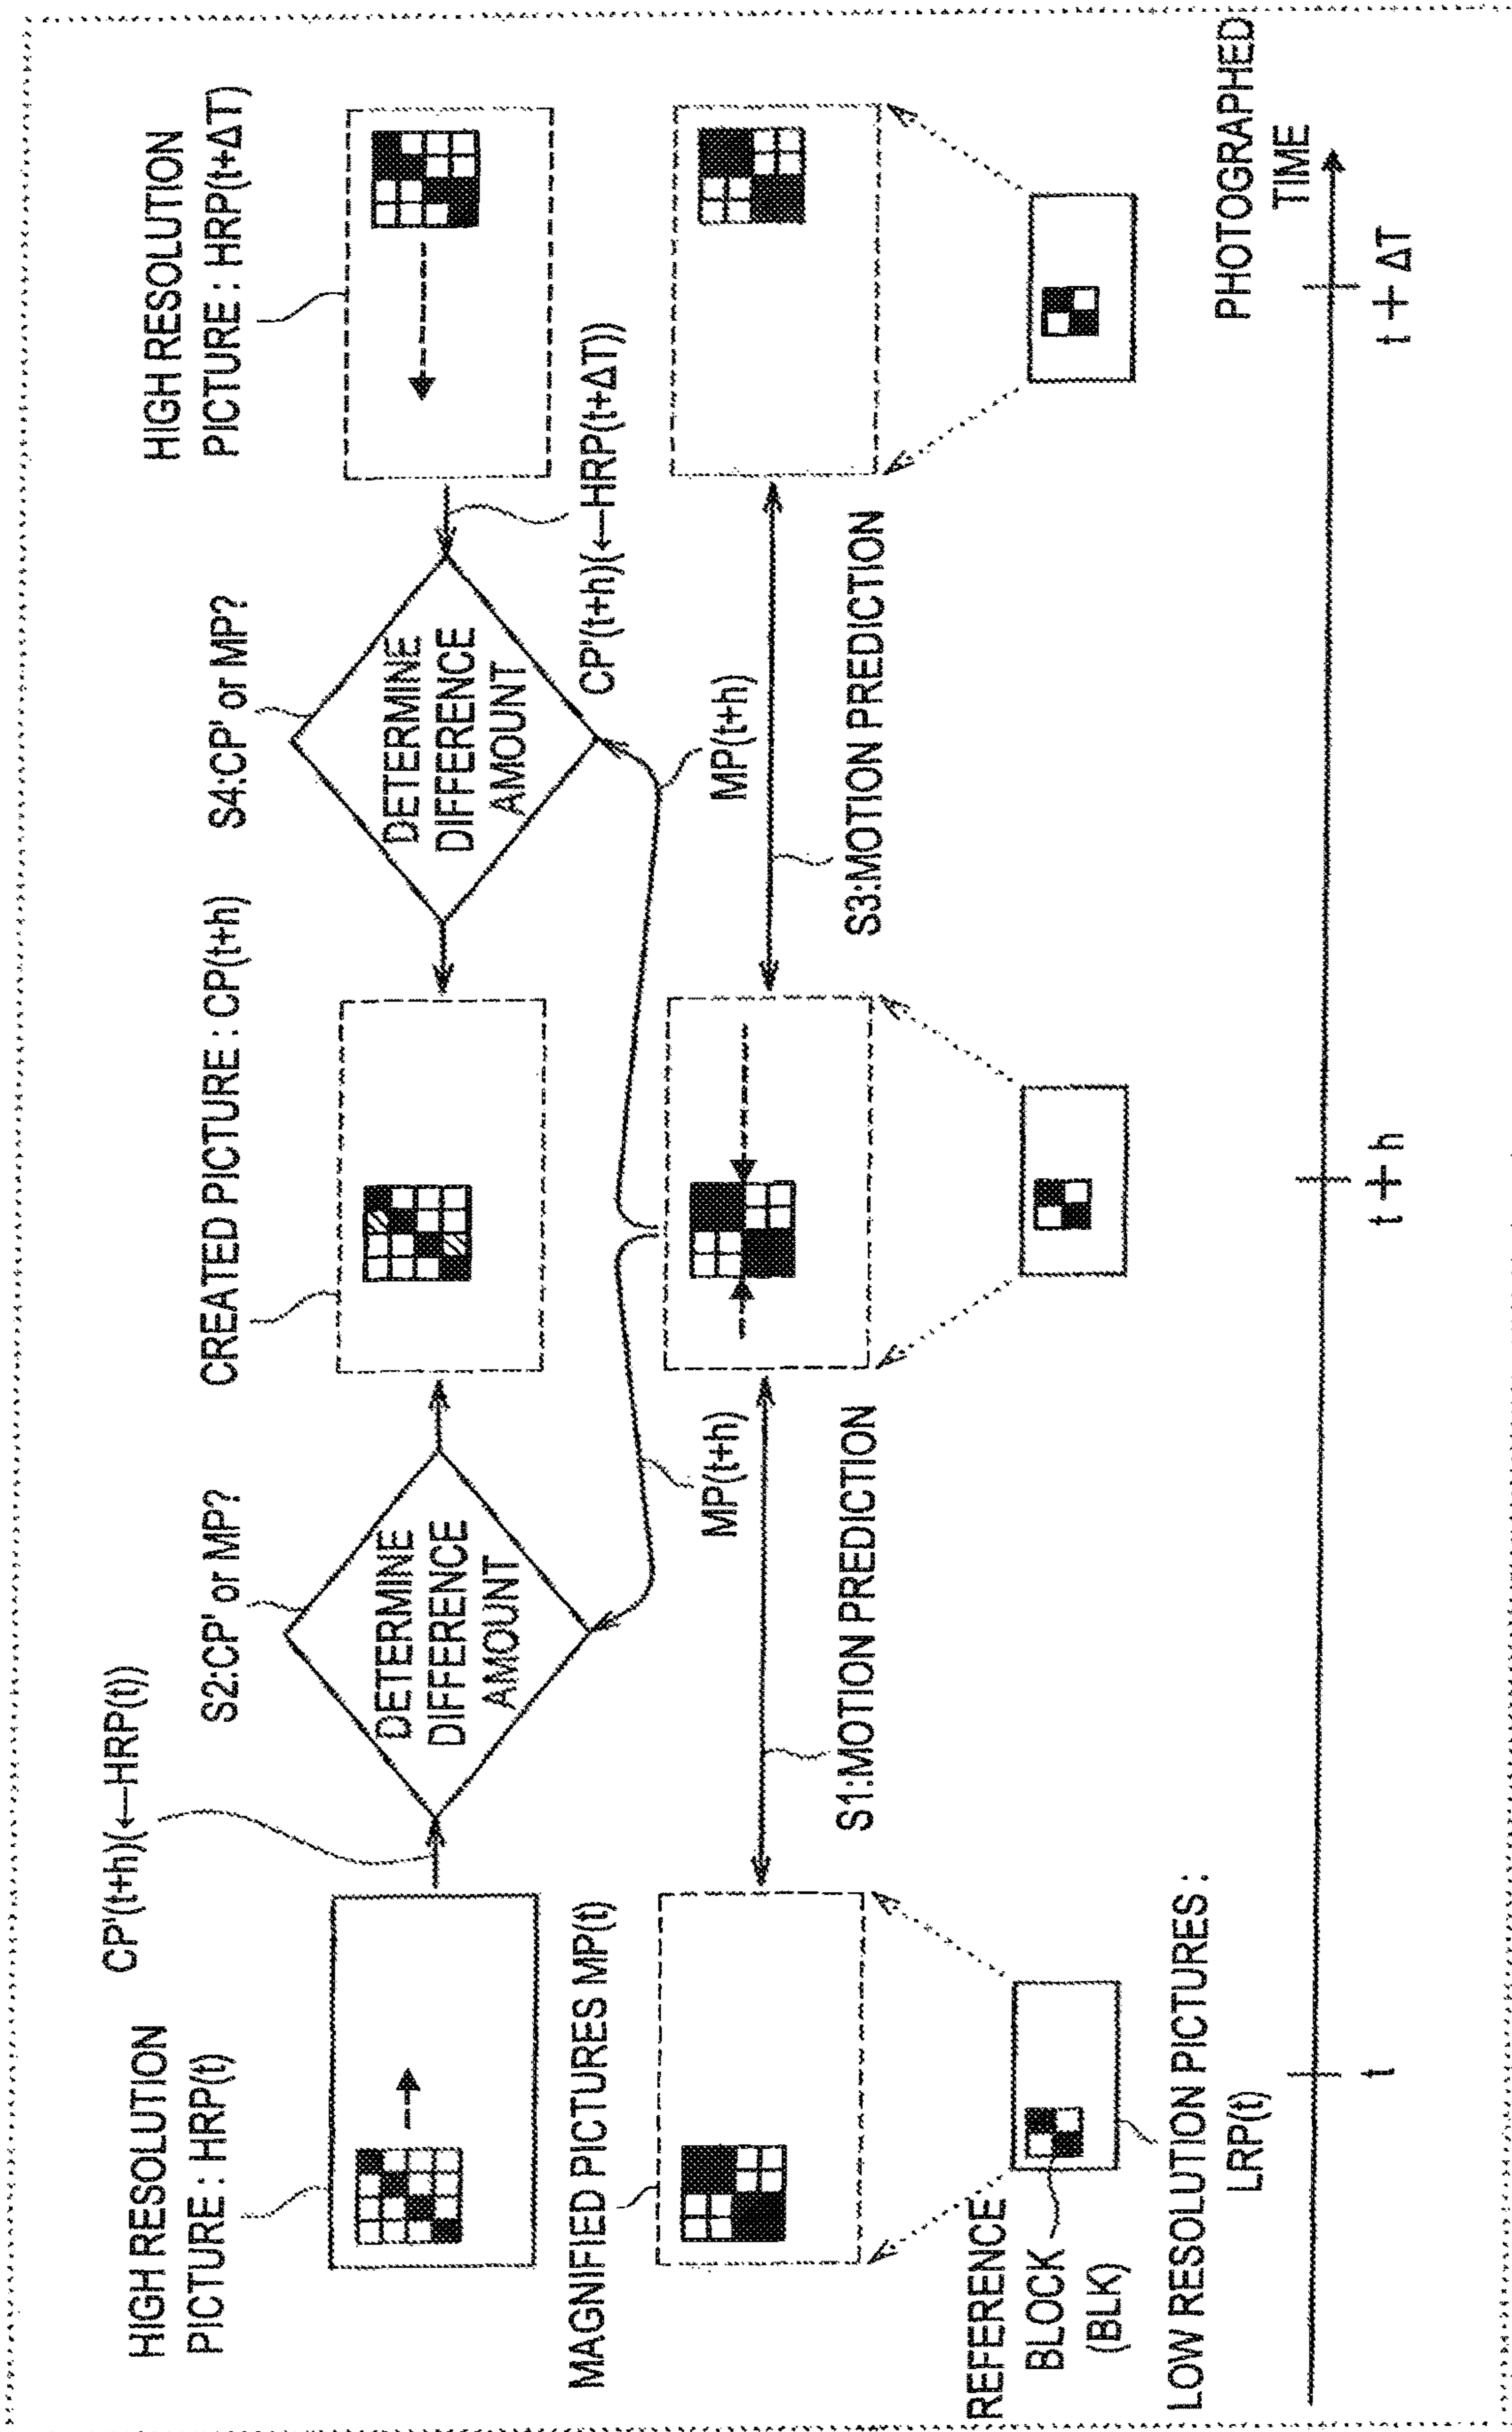 HIGH RESOLUTION
PICTURE : HRP(t)
CP'(t+h)(←HRP(t))
S2:CP' or MP?
DETERMINE
DIFFERENCE
AMOUNT
CREATED PICTURE : CP(t+h)
S4:CP' or MP?
DETERMINE
DIFFERENCE
AMOUNT
CP'(t+h)(←HRP(t+ΔT))
HIGH RESOLUTION
PICTURE : HRP(t+ΔT)
MAGNIFIED PICTURES MP(t)
MP(t+h)
MP(t+h)
S1:MOTION PREDICTION
S3:MOTION PREDICTION
REFERENCE
BLOCK
(BLK)
LOW RESOLUTION PICTURES :
LRP(t)
PHOTOGRAPHED
TIME
t
t + h
t + ΔT